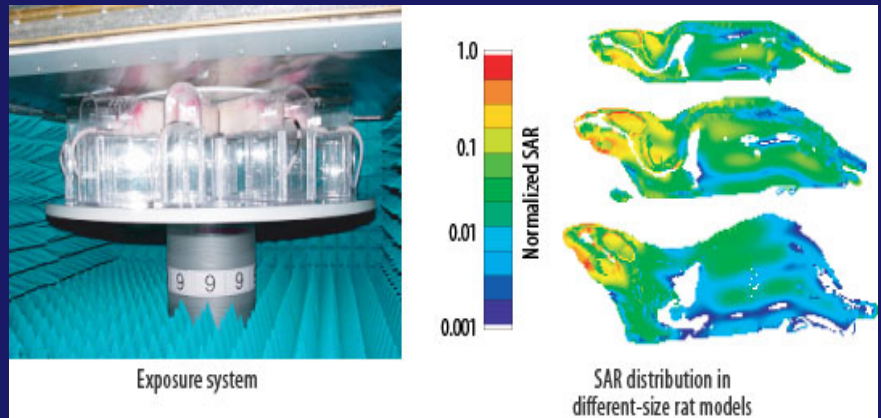 9 9 9
Exposure system
1.0
0.1
0.01
0.001
Normalized SAR
SAR distribution in
different-size rat models